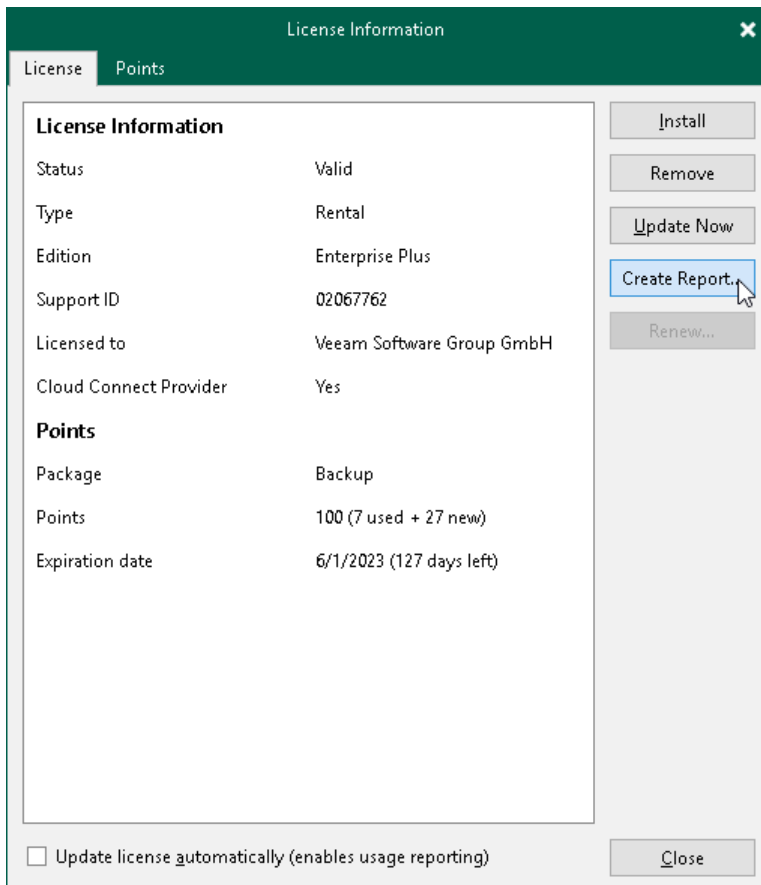 License Information
License Points
License Information
Status Valid
Type Rental
Edition Enterprise Plus
Support ID 02067762
Licensed to Veeam Software Group GmbH
Cloud Connect Provider Yes
Points
Package Backup
Points 100 (7 used + 27 new)
Expiration date 6/1/2023 (127 days left)
Install
Remove
Update Now
Create Report...
Renew...
Update license automatically (enables usage reporting)
Close